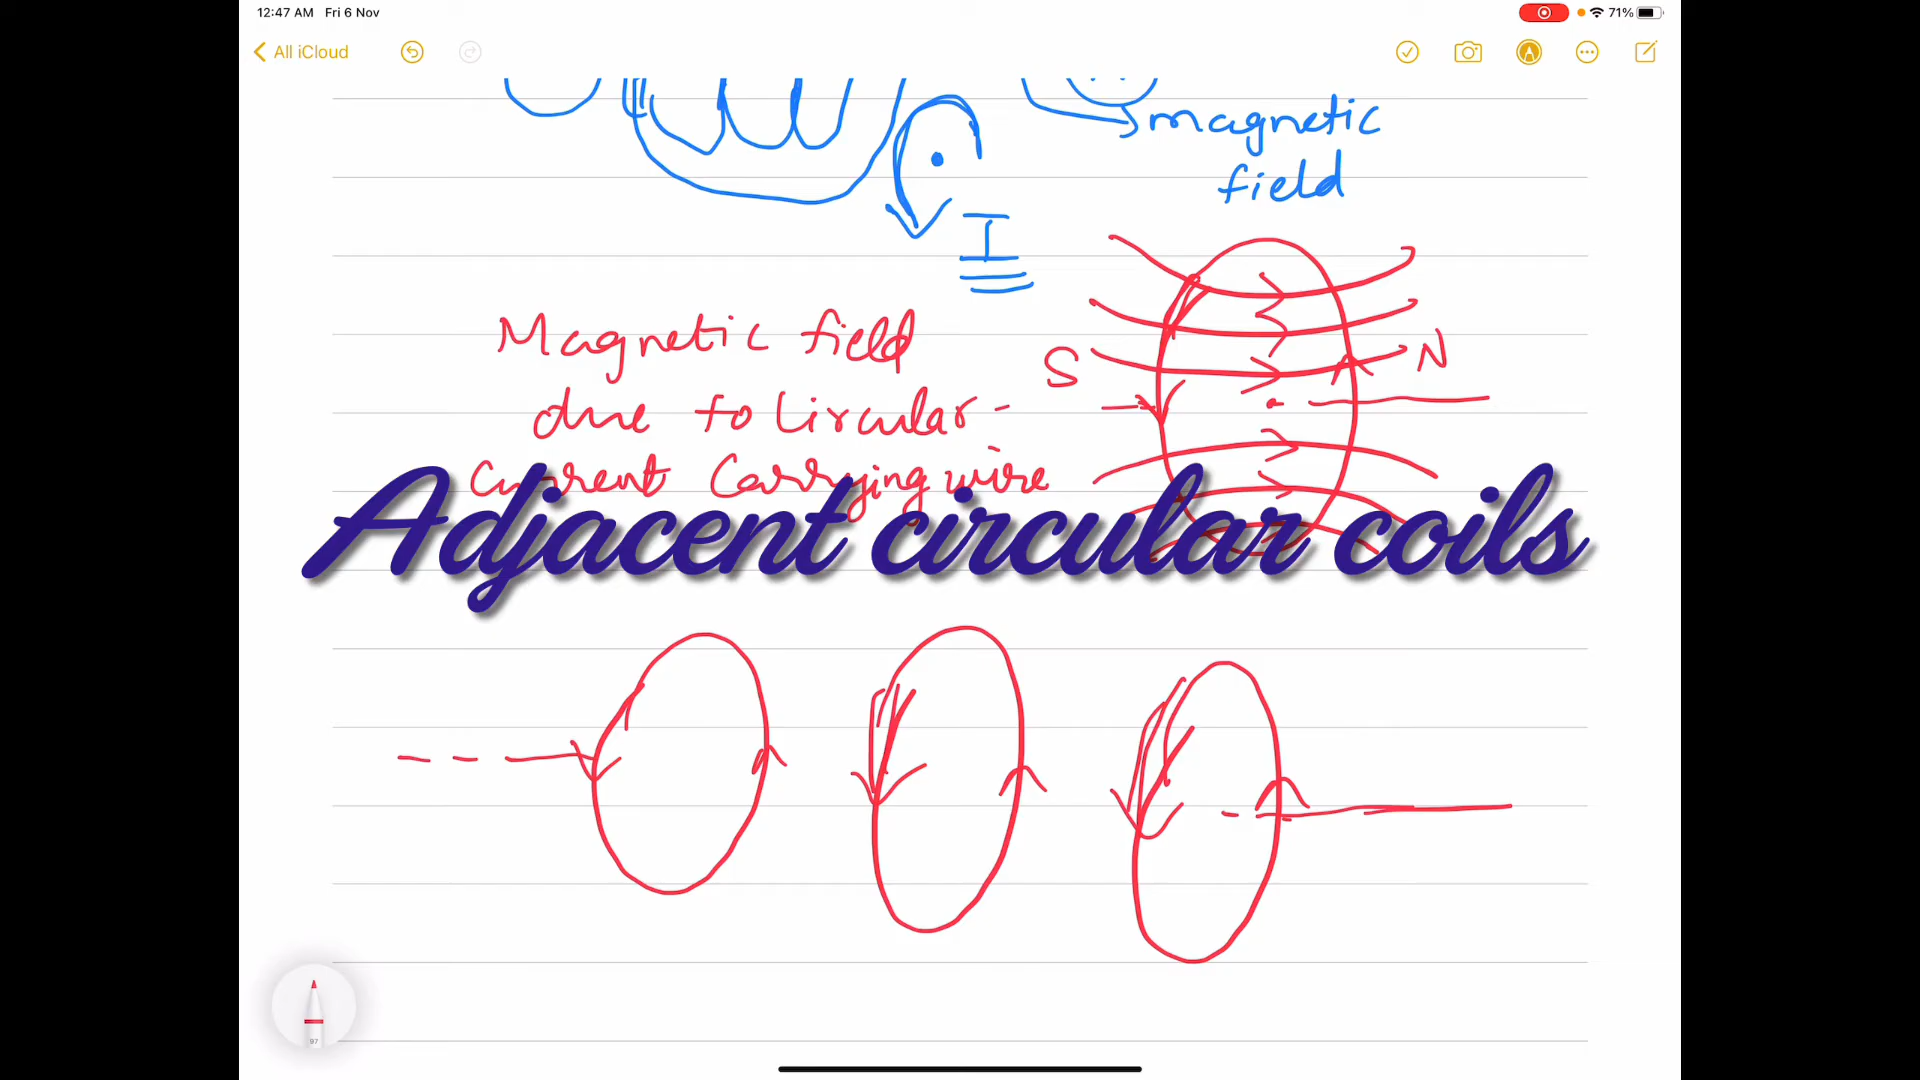 12:47 AM Fri 6 Nov
71%
All iCloud
magnetic
field
I
Magnetic field
due to Circular-
Current Carrying wire
S
N
Adjacent circular coils
97